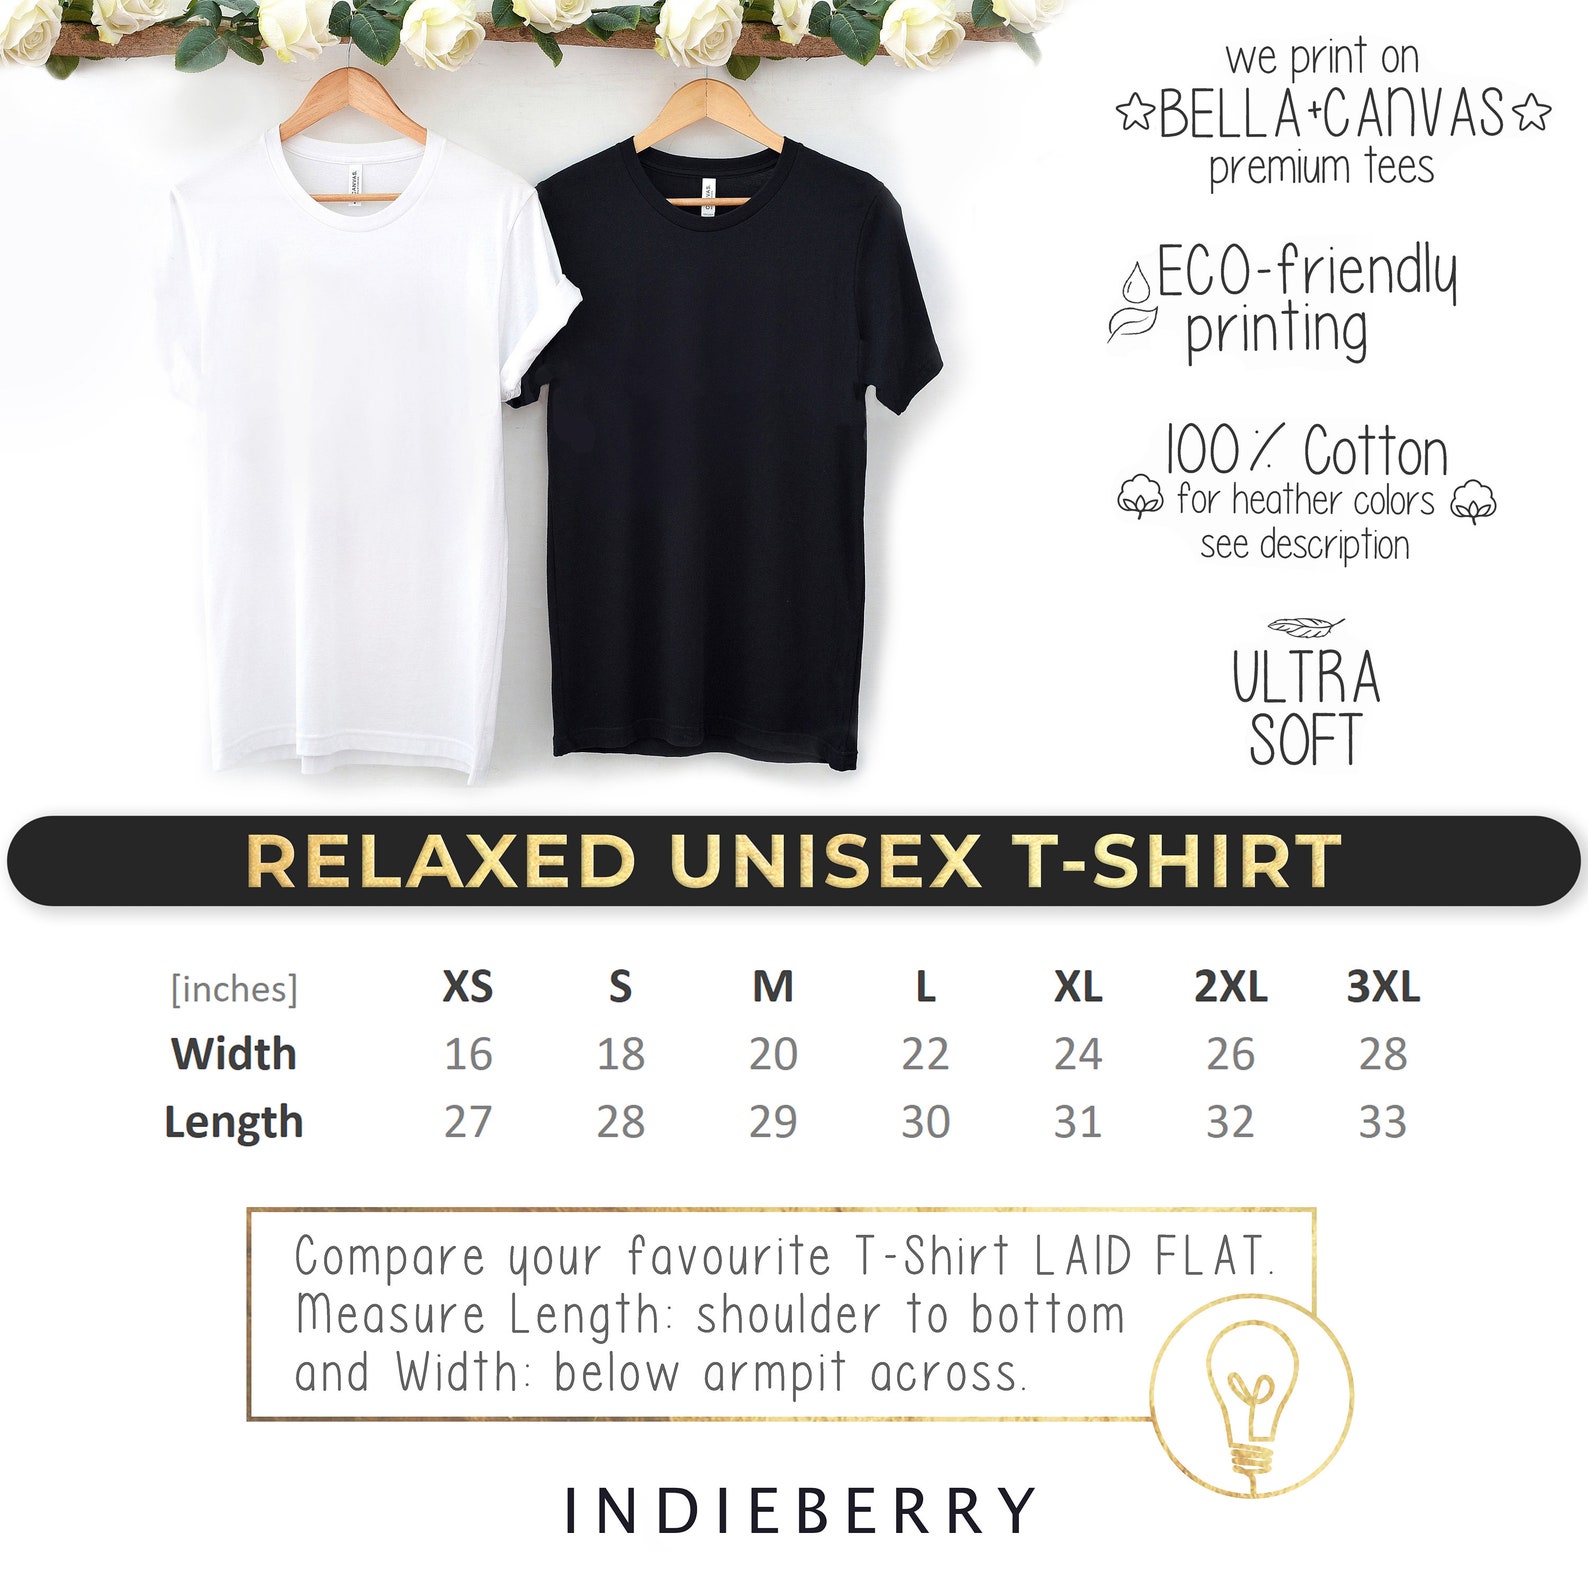 we print on
BELLA+CANVAS
premium tees
ECO-friendly
printing
100% Cotton
for heather colors
see description
ULTRA
SOFT
RELAXED UNISEX T-SHIRT
[inches] XS S M L XL 2XL 3XL
Width 16 18 20 22 24 26 28
Length 27 28 29 30 31 32 33
Compare your favourite T-Shirt LAID FLAT.
Measure Length: shoulder to bottom
and Width: below armpit across.
INDIEBERRY